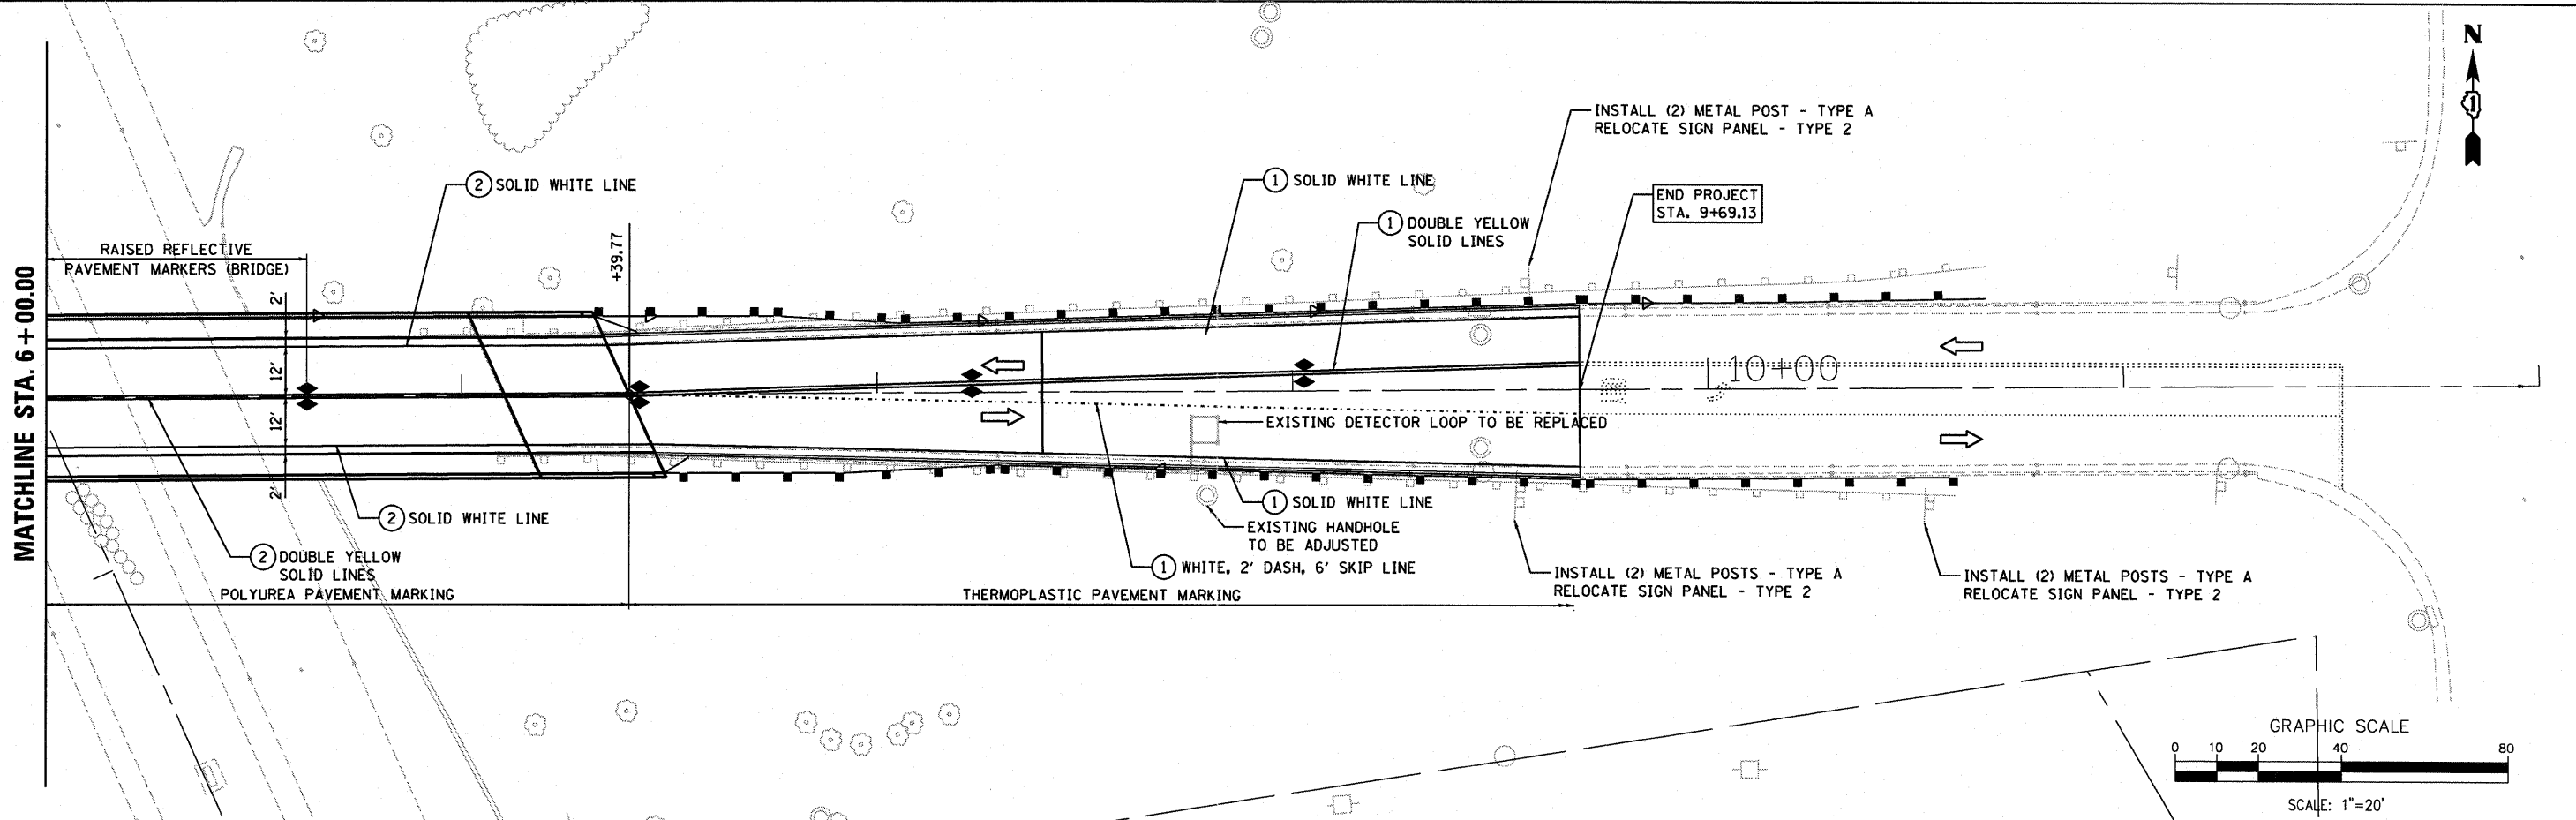 N
1
INSTALL (2) METAL POST - TYPE A
RELOCATE SIGN PANEL - TYPE 2
2 SOLID WHITE LINE
1 SOLID WHITE LINE
END PROJECT
STA. 9+69.13
1 DOUBLE YELLOW
SOLID LINES
RAISED REFLECTIVE
PAVEMENT MARKERS (BRIDGE)
+39.77
MATCHLINE STA. 6+00.00
2'
12'
12'
2'
10+00
EXISTING DETECTOR LOOP TO BE REPLACED
2 SOLID WHITE LINE
1 SOLID WHITE LINE
EXISTING HANDHOLE
TO BE ADJUSTED
2 DOUBLE YELLOW
SOLID LINES
1 WHITE, 2' DASH, 6' SKIP LINE
INSTALL (2) METAL POSTS - TYPE A
RELOCATE SIGN PANEL - TYPE 2
INSTALL (2) METAL POSTS - TYPE A
RELOCATE SIGN PANEL - TYPE 2
POLYUREA PAVEMENT MARKING
THERMOPLASTIC PAVEMENT MARKING
GRAPHIC SCALE
0 10 20 40 80
SCALE: 1"=20'